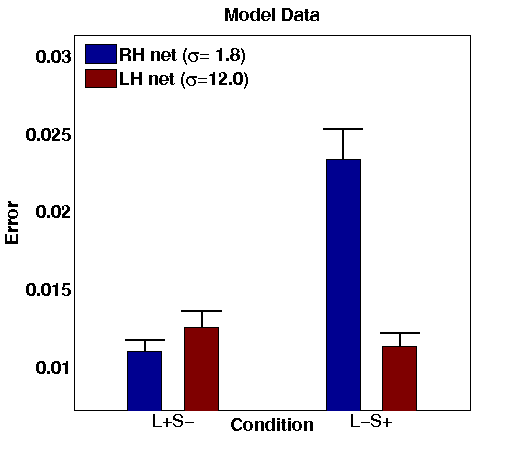 Model Data
RH net (σ= 1.8)
LH net (σ=12.0)
0.03
0.025
0.02
0.015
0.01
Error
L+S−
L−S+
Condition